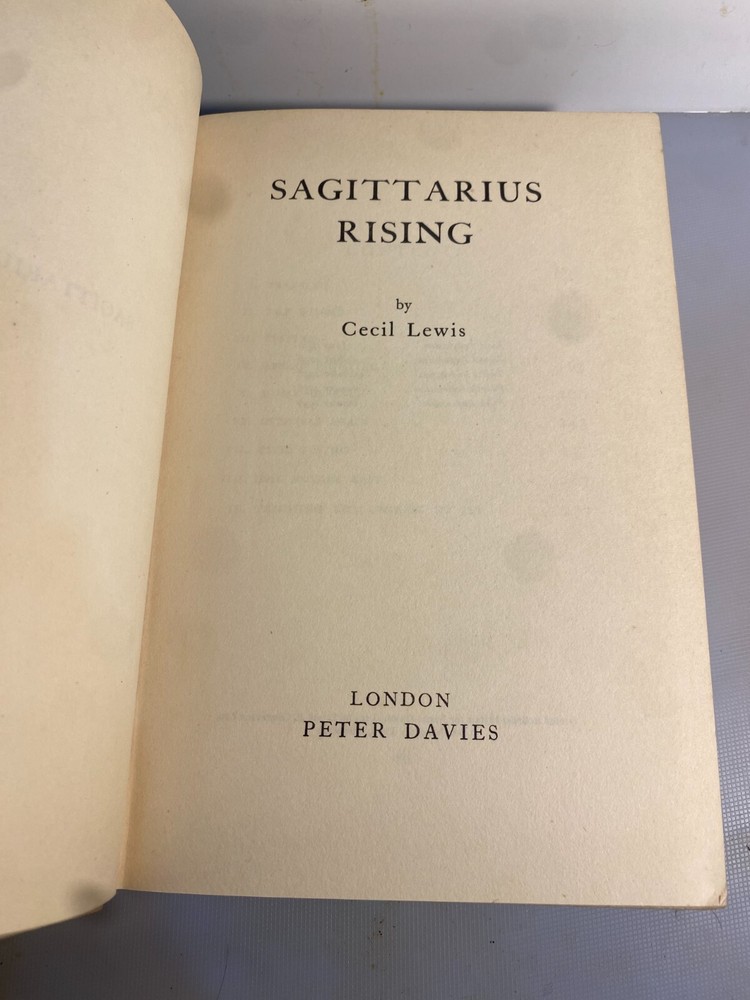 SAGITTARIUS
RISING
by
Cecil Lewis
LONDON
PETER DAVIES